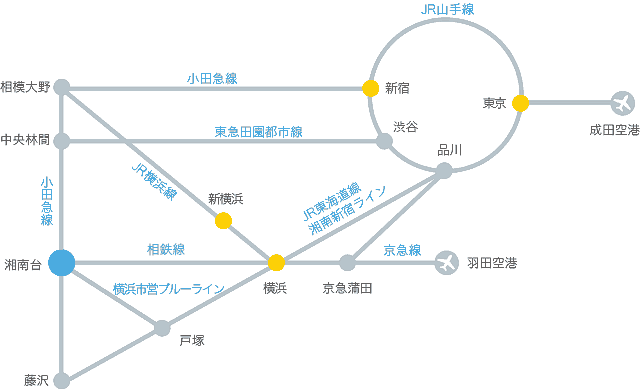 JR山手線
小田急線
相模大野
新宿
東京
成田空港
東急田園都市線
渋谷
中央林間
品川
JR横浜線
小田急線
新横浜
JR東海道線
湘南新宿ライン
相鉄線
京急線
湘南台
羽田空港
横浜市営ブルーライン
横浜
京急蒲田
戸塚
藤沢